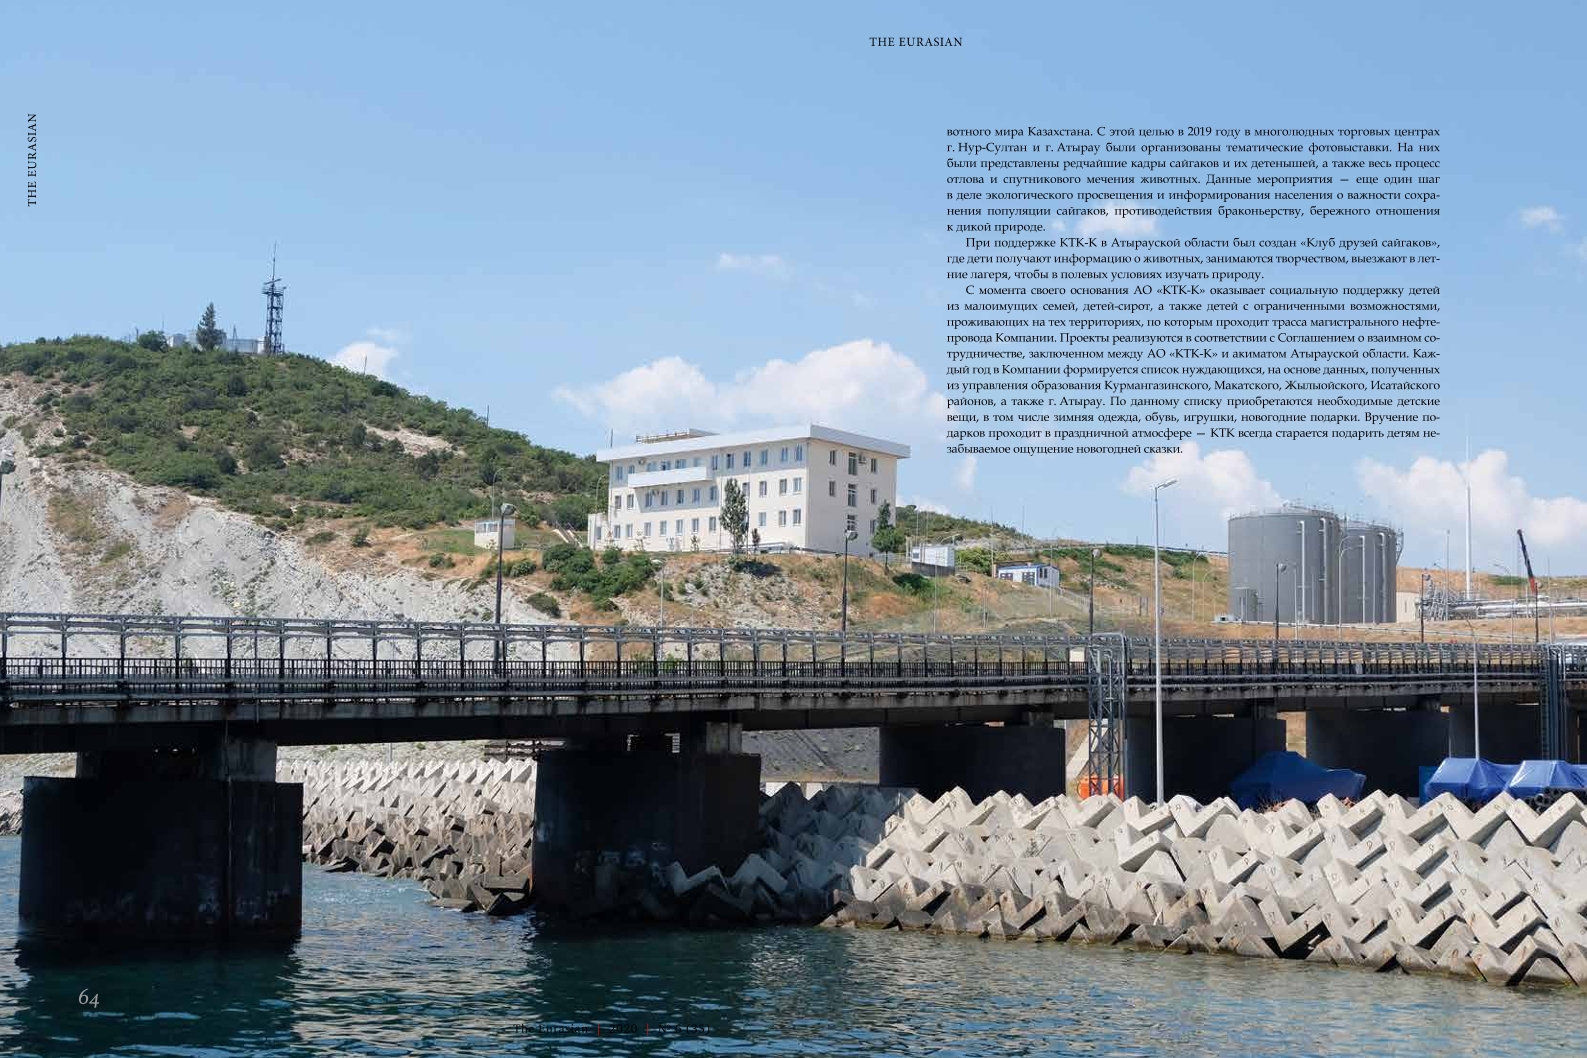 THE EURASIAN
THE EURASIAN
вотного мира Казахстана. С этой целью в 2019 году в многолюдных торговых центрах
г. Нур-Султан и г. Атырау были организованы тематические фотовыставки. На них
были представлены редчайшие кадры сайгаков и их детенышей, а также весь процесс
отлова и спутникового мечения животных. Данные мероприятия — еще один шаг
в деле экологического просвещения и информирования населения о важности сохра-
нения популяции сайгаков, противодействия браконьерству, бережного отношения
к дикой природе.
При поддержке КТК-К в Атырауской области был создан «Клуб друзей сайгаков»,
где дети получают информацию о животных, занимаются творчеством, выезжают в лет-
ние лагеря, чтобы в полевых условиях изучать природу.
С момента своего основания АО «КТК-К» оказывает социальную поддержку детей
из малоимущих семей, детей-сирот, а также детей с ограниченными возможностями,
проживающих на тех территориях, по которым проходит трасса магистрального нефте-
провода Компании. Проекты реализуются в соответствии с Соглашением о взаимном со-
трудничестве, заключенном между АО «КТК-К» и акиматом Атырауской области. Каж-
дый год в Компании формируется список нуждающихся, на основе данных, полученных
из управления образования Курмангазинского, Макатского, Жылыойского, Исатайского
районов, а также г. Атырау. По данному списку приобретаются необходимые детские
вещи, в том числе зимняя одежда, обувь, игрушки, новогодние подарки. Вручение по-
дарков проходит в праздничной атмосфере — КТК всегда старается подарить детям не-
забываемое ощущение новогодней сказки.
64
The Eurasian | 2020 |